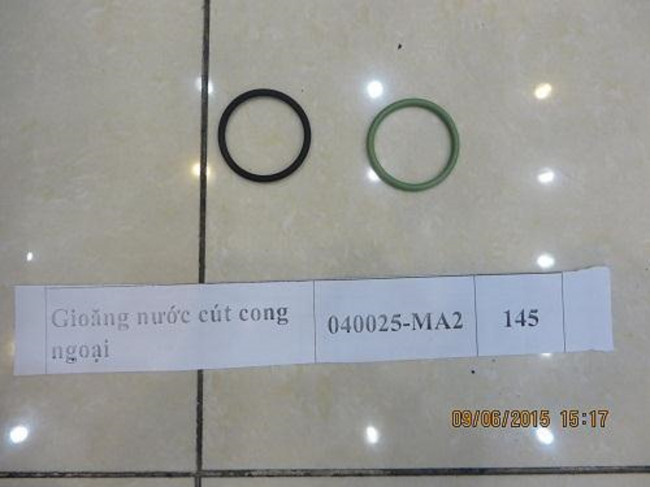 Gioăng nước cút cong
ngoại
040025-MA2
145
09/06/2015 15:17